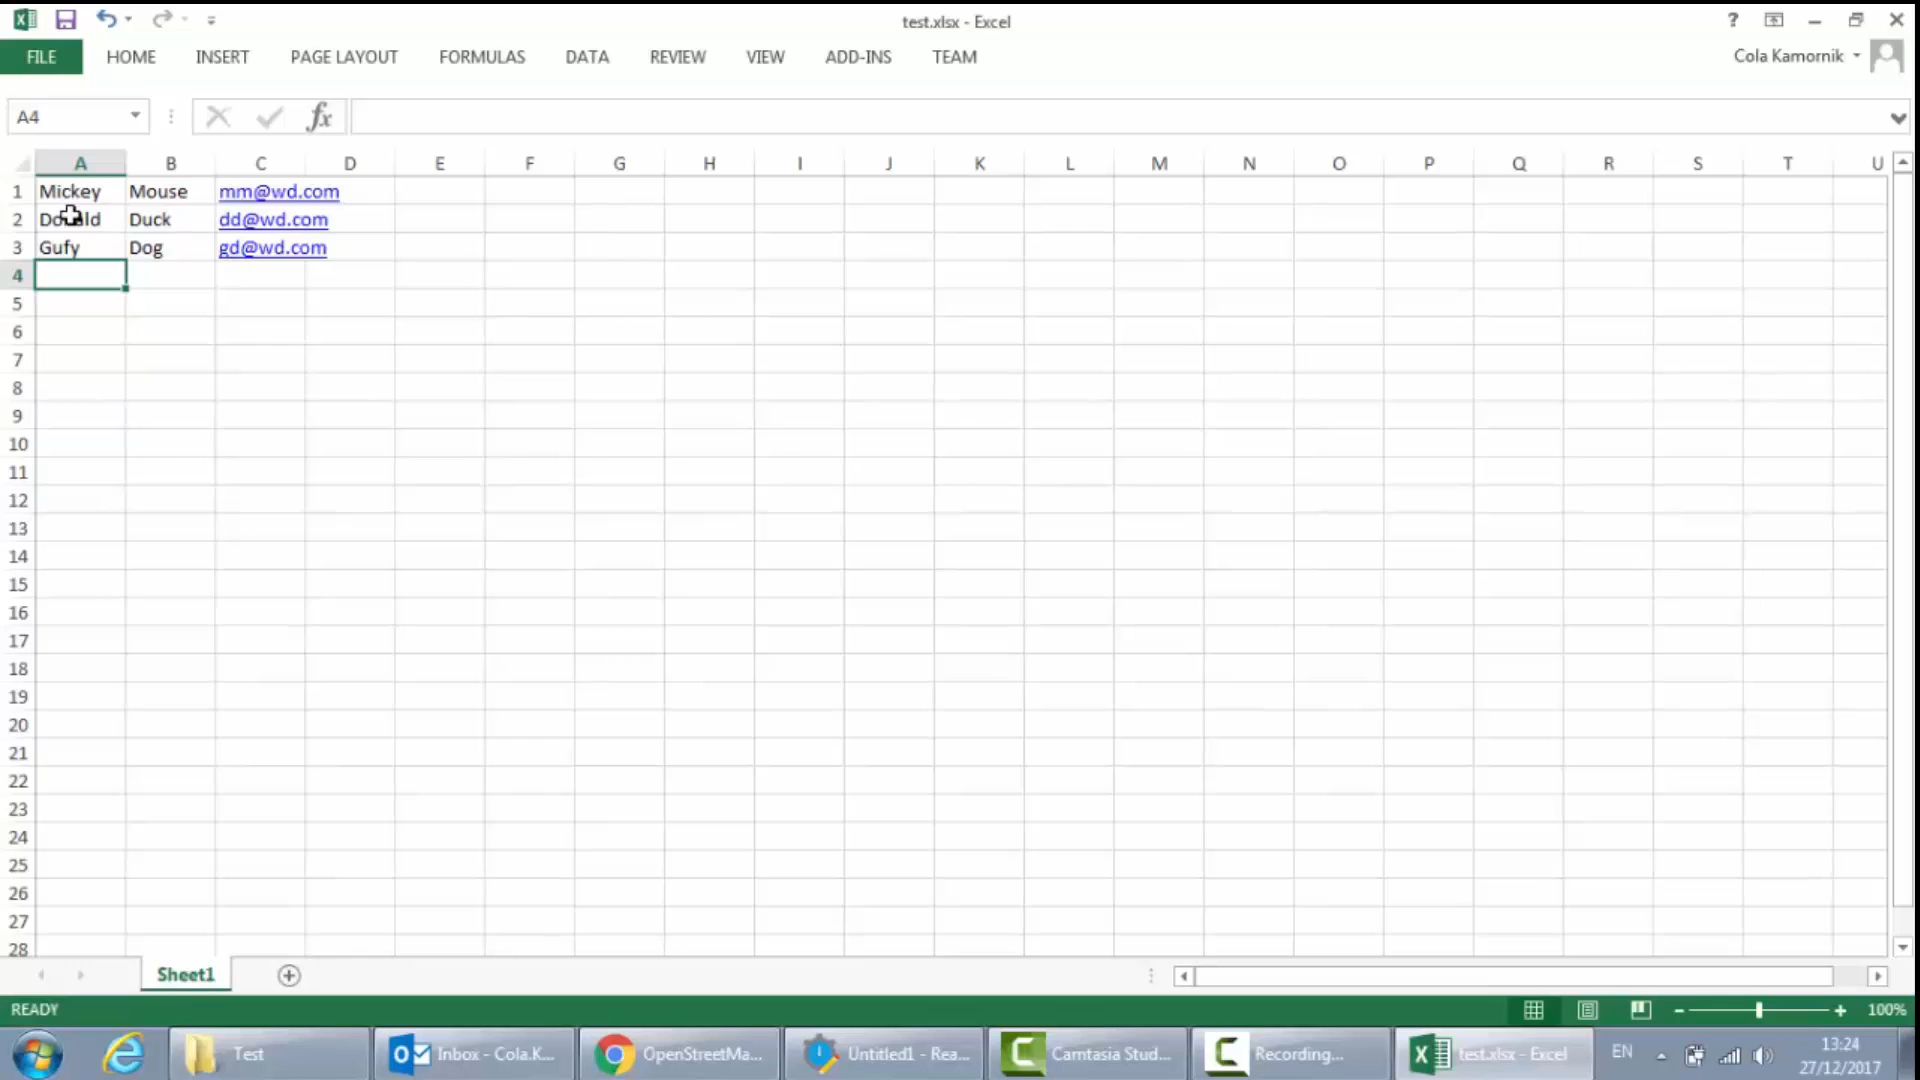 test.xlsx - Excel
?
FILE HOME INSERT PAGE LAYOUT FORMULAS DATA REVIEW VIEW ADD-INS TEAM
Cola Kamornik
A4 fx
A B C D E F G H I J K L M N O P Q R S T U
1 Mickey Mouse mm@wd.com
2 Donald Duck dd@wd.com
3 Gufy Dog gd@wd.com
4
5
6
7
8
9
10
11
12
13
14
15
16
17
18
19
20
21
22
23
24
25
26
27
28
Sheet1
READY 100%
Test Inbox - Cola.K... OpenStreetMa... Untitled1 - Rea... Camtasia Stud... Recording... test.xlsx - Excel EN 13:24
27/12/2017